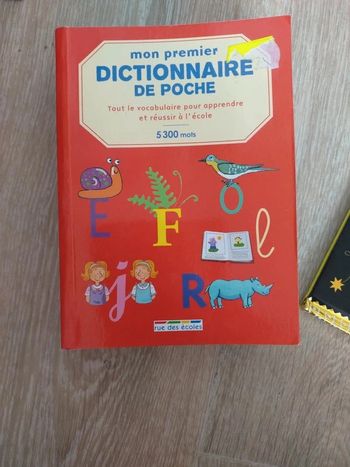 mon premier
DICTIONNAIRE
DE POCHE
Tout le vocabulaire pour apprendre
et réussir à l'école
5 300 mots
E F O l
j R
rue des écoles